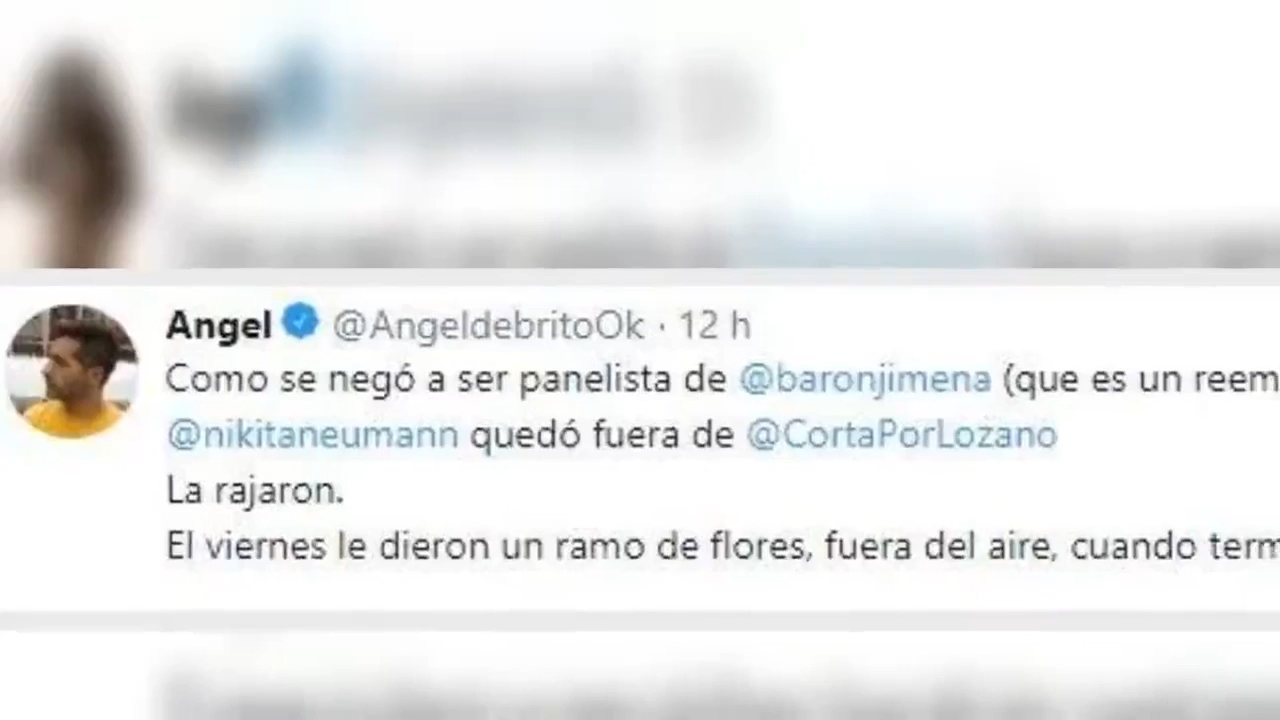 Angel @AngeldebritoOk · 12 h
Como se negó a ser panelista de @baronjimena (que es un reem
@nikitaneumann quedó fuera de @CortaPorLozano
La rajaron.
El viernes le dieron un ramo de flores, fuera del aire, cuando term